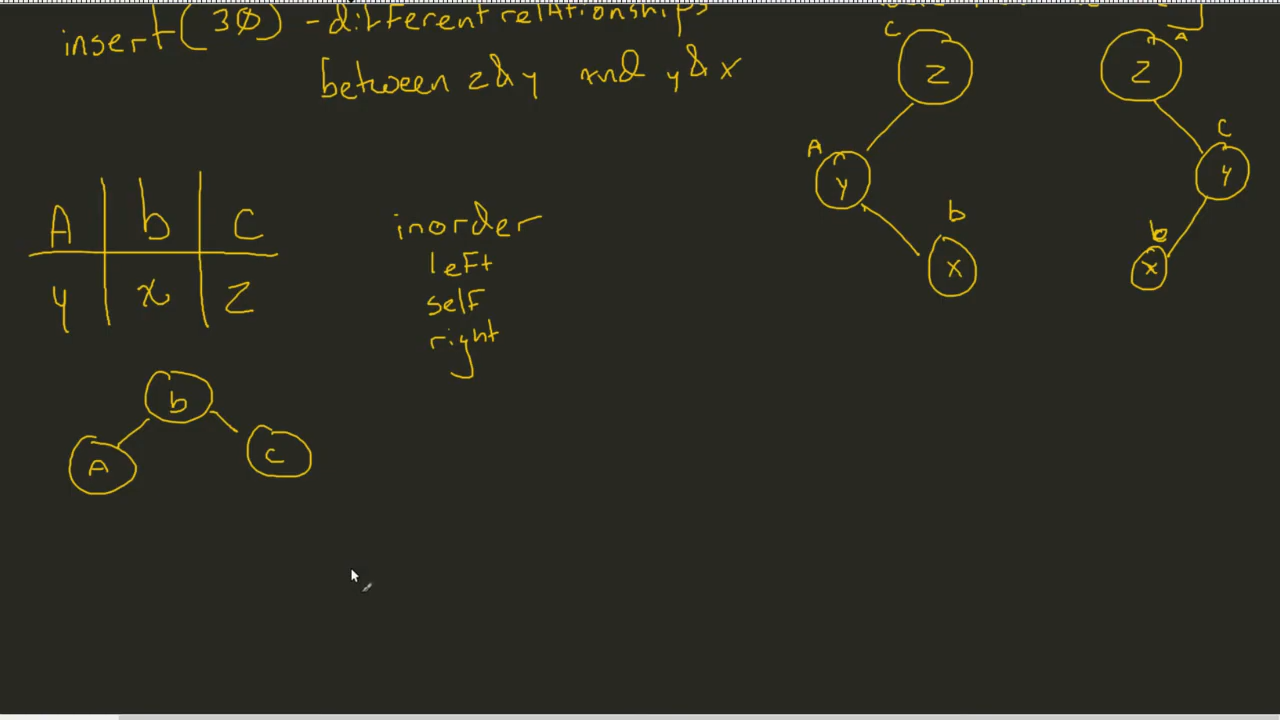 insert(30) - different relationships
between z & y and y & x
C
Z
A
y
b
x
A
Z
C
y
b
x
A b C
y x z
inorder
left
self
right
b
A
C